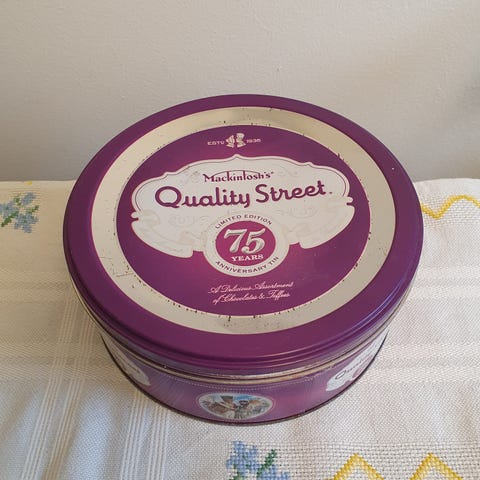 ESTD 1936
Mackintosh's
Quality Street
LIMITED EDITION
75
YEARS
ANNIVERSARY TIN
A Delicious Assortment
of Chocolates & Toffees